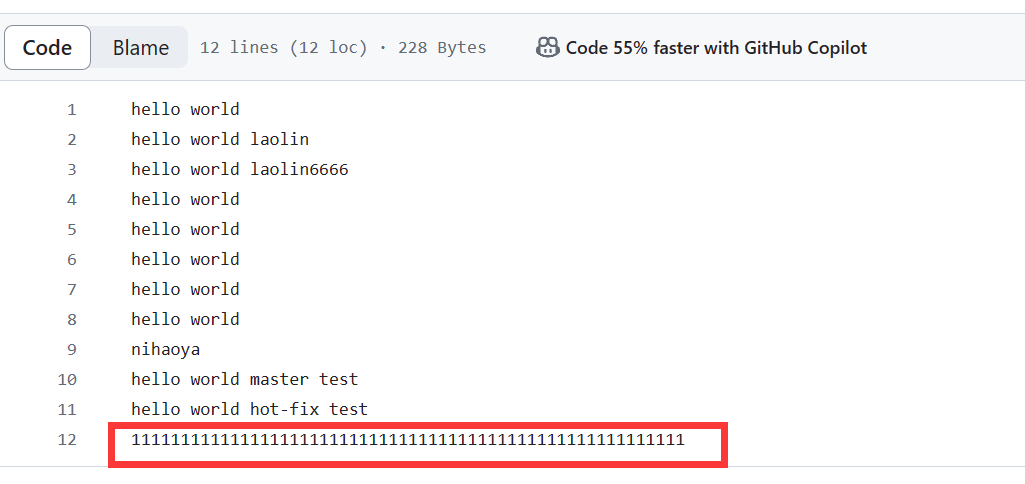 Code Blame 12 lines (12 loc) · 228 Bytes Code 55% faster with GitHub Copilot
1 hello world
2 hello world laolin
3 hello world laolin6666
4 hello world
5 hello world
6 hello world
7 hello world
8 hello world
9 nihaoya
10 hello world master test
11 hello world hot-fix test
12 11111111111111111111111111111111111111111111111111111111